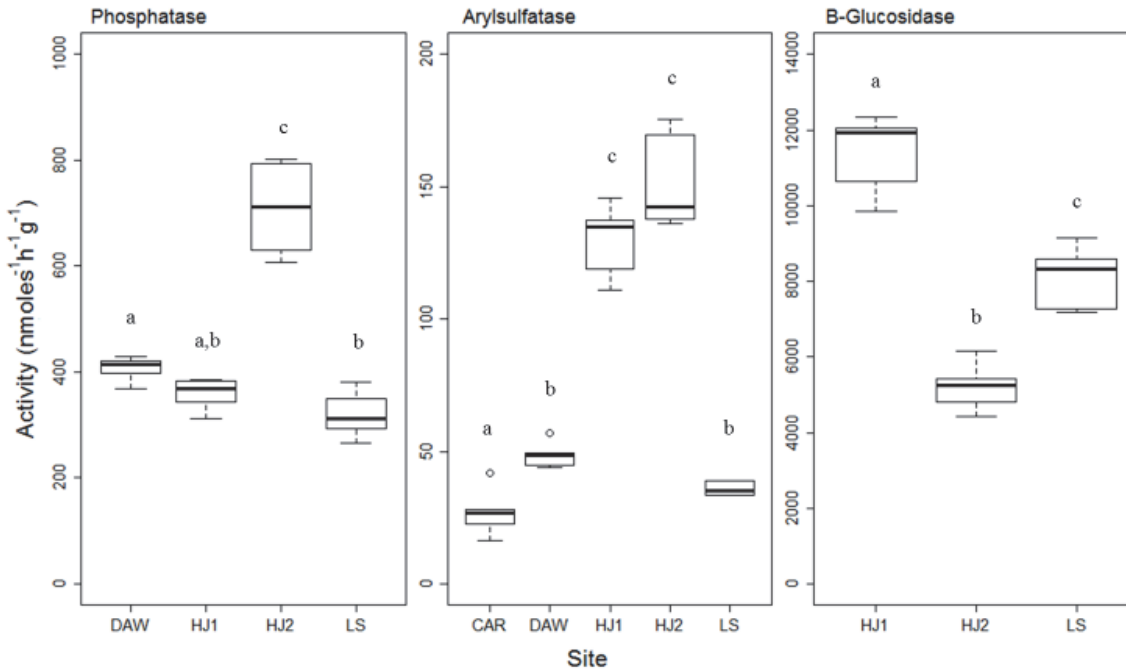 Phosphatase
Arylsulfatase
B-Glucosidase
Activity (nmoles⁻¹h⁻¹g⁻¹)
0
200
400
600
800
1000
a
a,b
c
b
DAW
HJ1
HJ2
LS
0
50
100
150
200
a
b
c
c
b
CAR
DAW
HJ1
HJ2
LS
0
2000
4000
6000
8000
10000
12000
14000
a
b
c
HJ1
HJ2
LS
Site